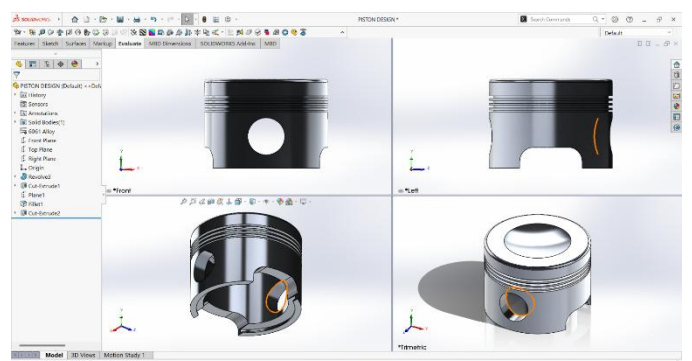 SOLIDWORKS
PISTON DESIGN *
Search Commands
Default
Features Sketch Surfaces Markup Evaluate MBD Dimensions SOLIDWORKS Add-Ins MBD
PISTON DESIGN (Default) <<Def
History
Sensors
Annotations
Solid Bodies(1)
6061 Alloy
Front Plane
Top Plane
Right Plane
Origin
Revolve3
Cut-Extrude1
Plane1
Fillet1
Cut-Extrude2
*Front
*Left
*Trimetric
Model 3D Views Motion Study 1